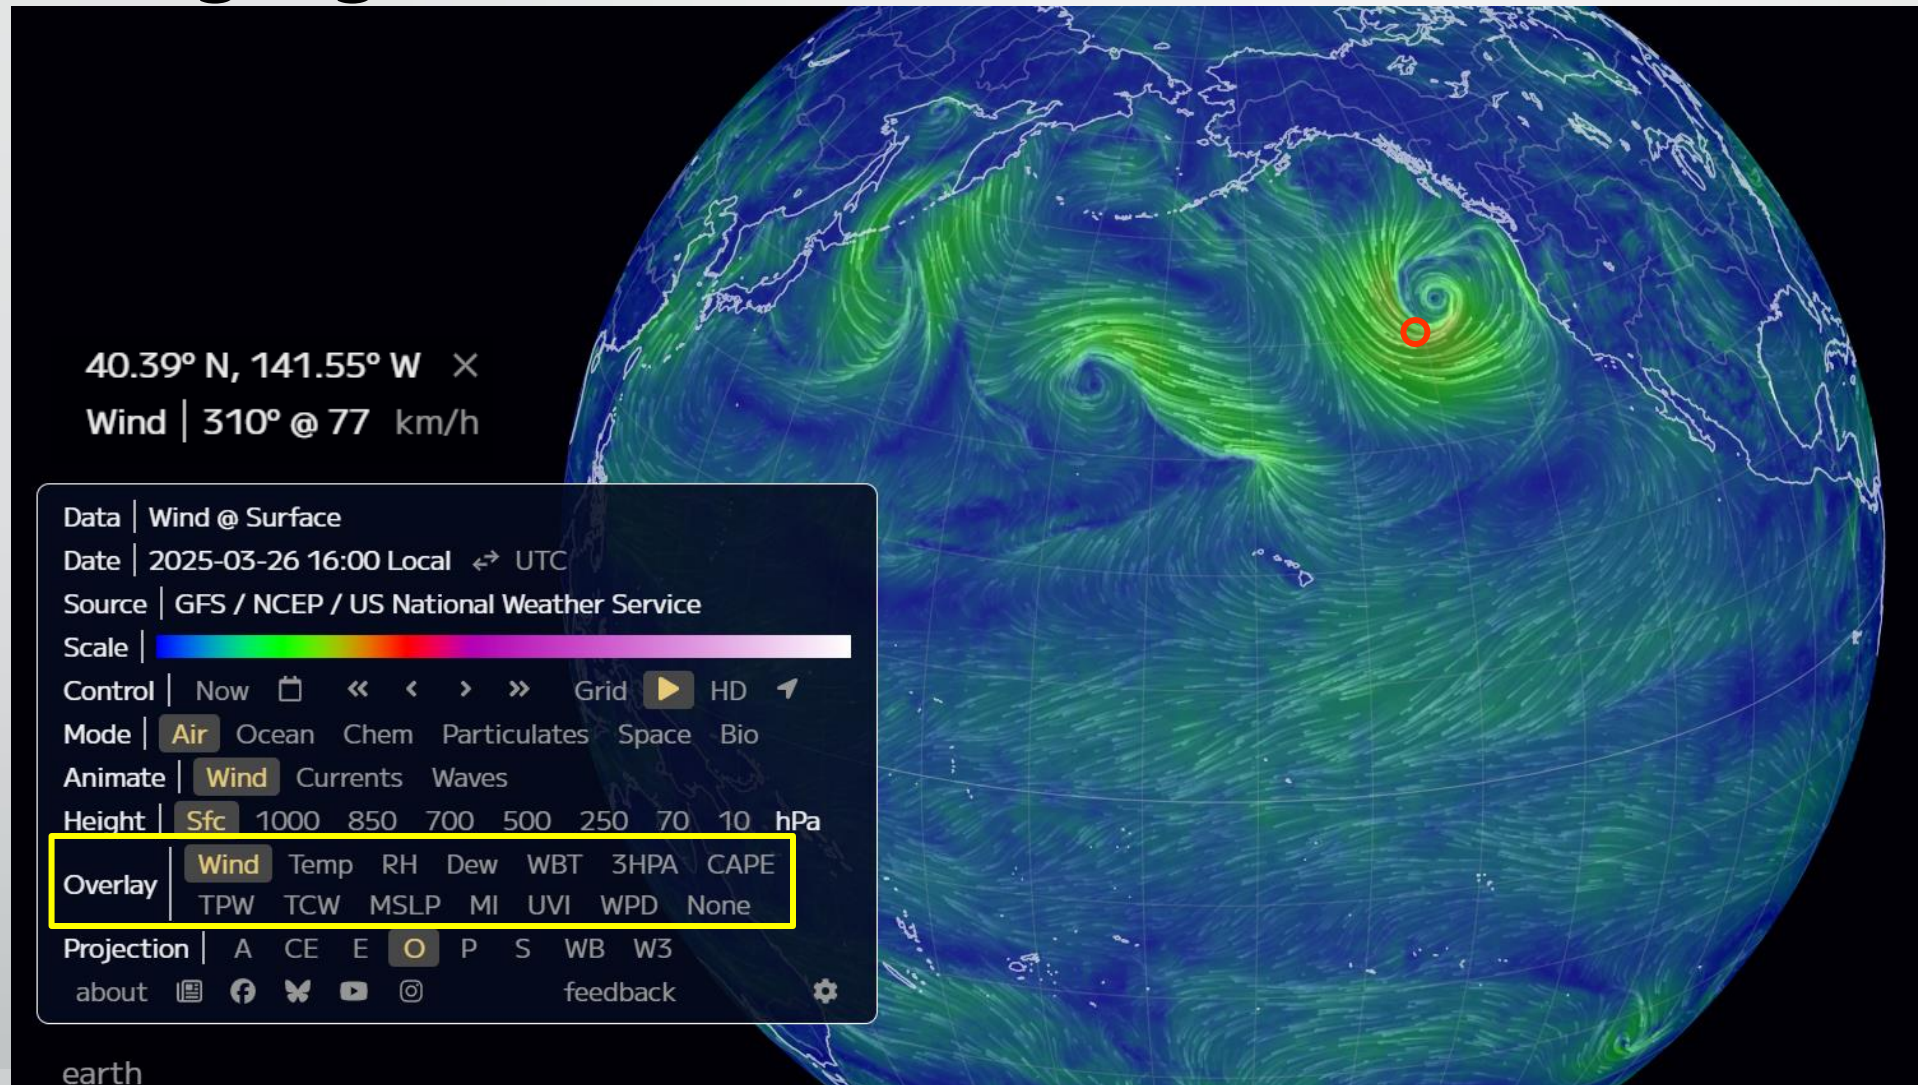 40.39° N, 141.55° W ×
Wind | 310° @ 77 km/h
Data | Wind @ Surface
Date | 2025-03-26 16:00 Local ⇄ UTC
Source | GFS / NCEP / US National Weather Service
Scale |
Control | Now « ‹ › » Grid HD
Mode | Air Ocean Chem Particulates Space Bio
Animate | Wind Currents Waves
Height | Sfc 1000 850 700 500 250 70 10 hPa
Overlay | Wind Temp RH Dew WBT 3HPA CAPE
TPW TCW MSLP MI UVI WPD None
Projection | A CE E O P S WB W3
about feedback
earth